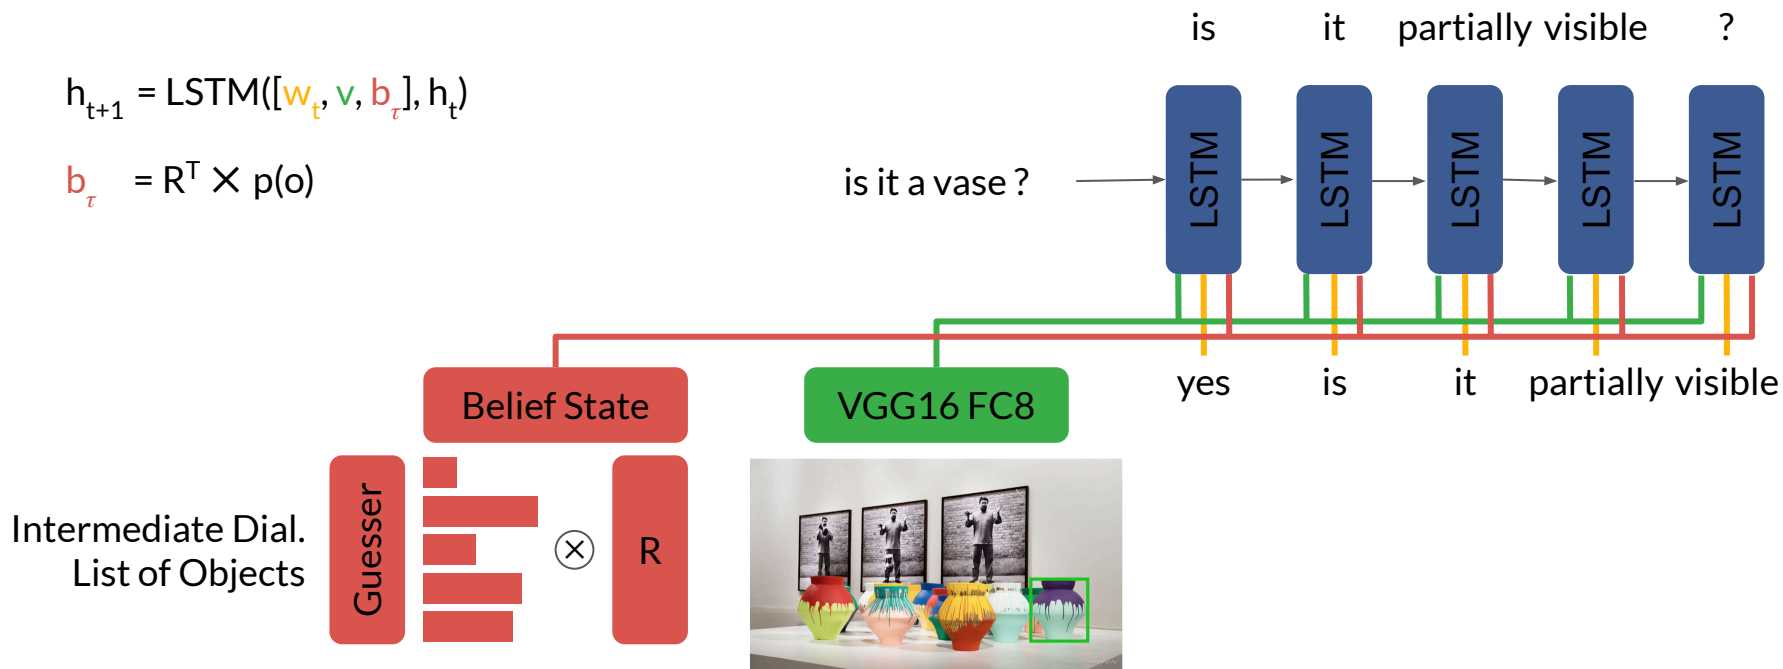 is it partially visible ?
h_{t+1} = LSTM([w_t, v, b_τ], h_t)
b_τ = R^T × p(o)
is it a vase ?
LSTM LSTM LSTM LSTM LSTM
yes is it partially visible
Belief State
VGG16 FC8
Intermediate Dial.
List of Objects
Guesser
R